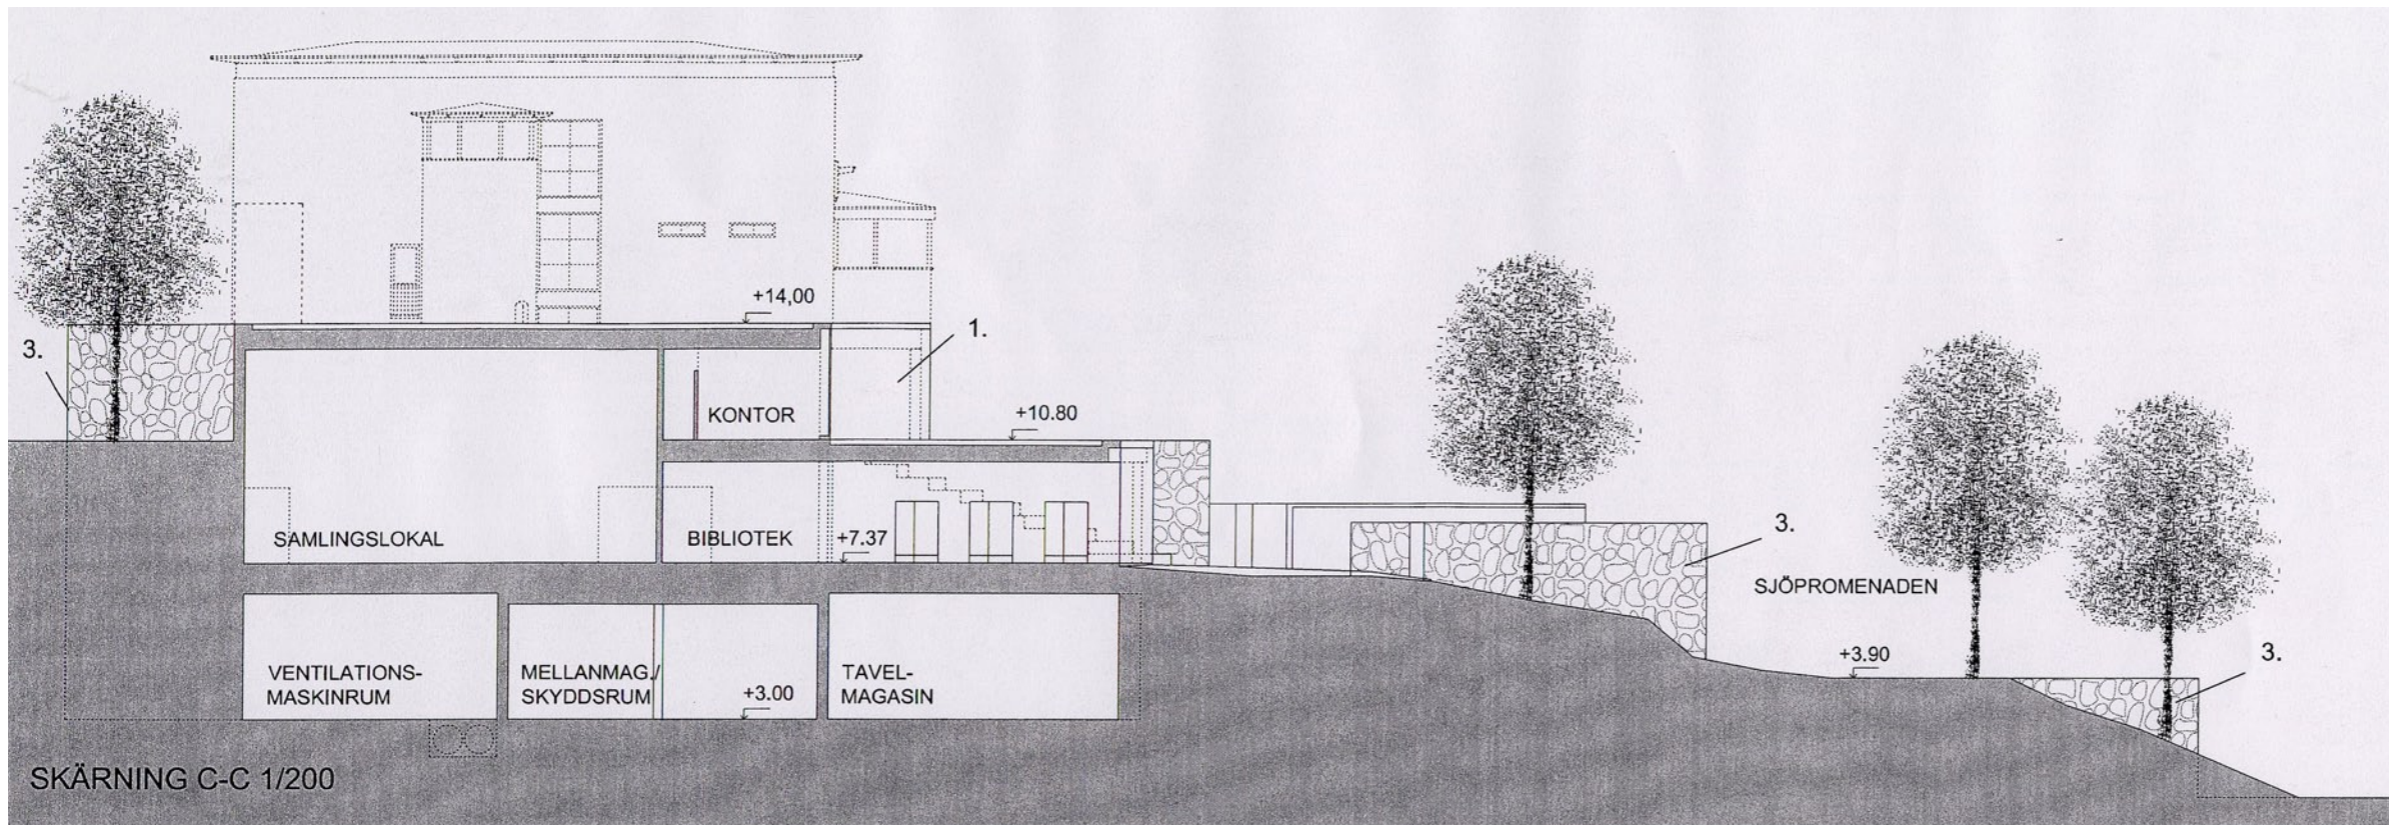 +14,00
1.
3.
KONTOR
+10.80
SAMLINGSLOKAL
BIBLIOTEK
+7.37
3.
SJÖPROMENADEN
+3.90
3.
VENTILATIONS-
MASKINRUM
MELLANMAG./
SKYDDSRUM
+3.00
TAVEL-
MAGASIN
SKÄRNING C-C 1/200